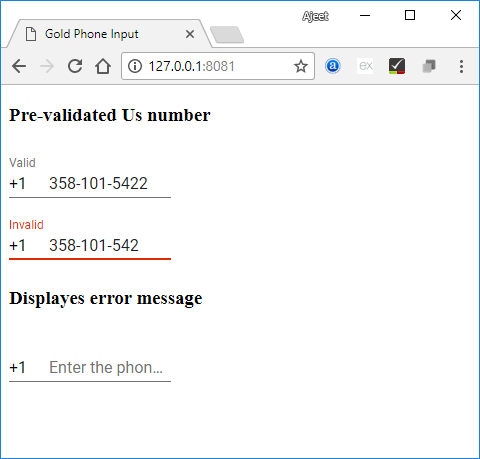 Ajeet
Gold Phone Input
127.0.0.1:8081
a
ex
Pre-validated Us number
Valid
+1 358-101-5422
Invalid
+1 358-101-542
Displayes error message
+1 Enter the phon...